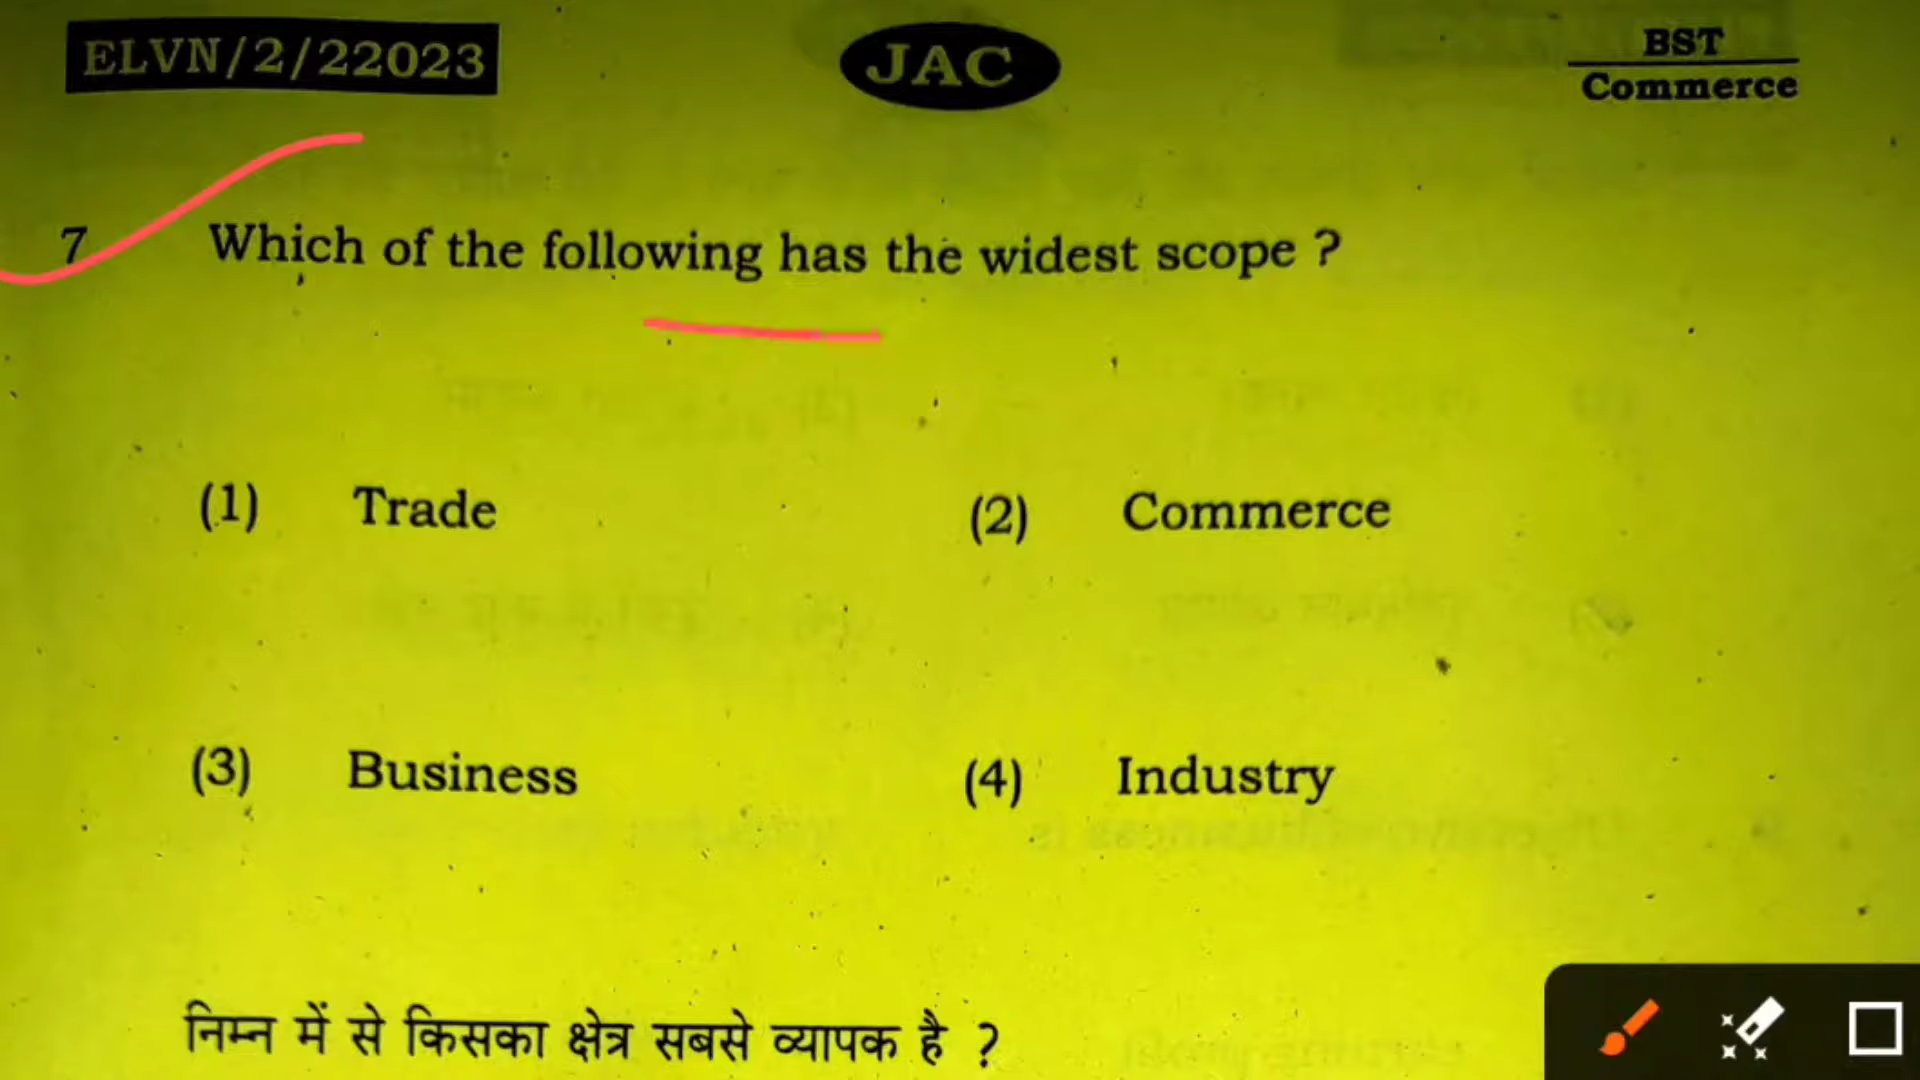 ELVN/2/22023
JAC
BST
Commerce
7 Which of the following has the widest scope ?
(1) Trade
(2) Commerce
(3) Business
(4) Industry
निम्न में से किसका क्षेत्र सबसे व्यापक है ?